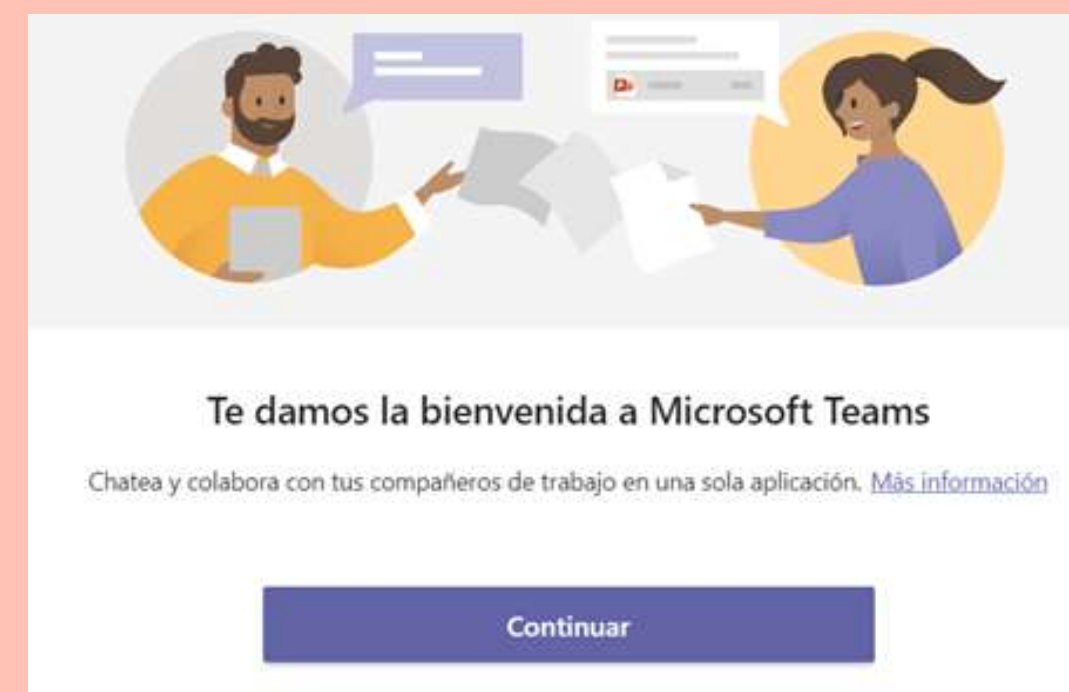 Te damos la bienvenida a Microsoft Teams
Chatea y colabora con tus compañeros de trabajo en una sola aplicación. Más información
Continuar